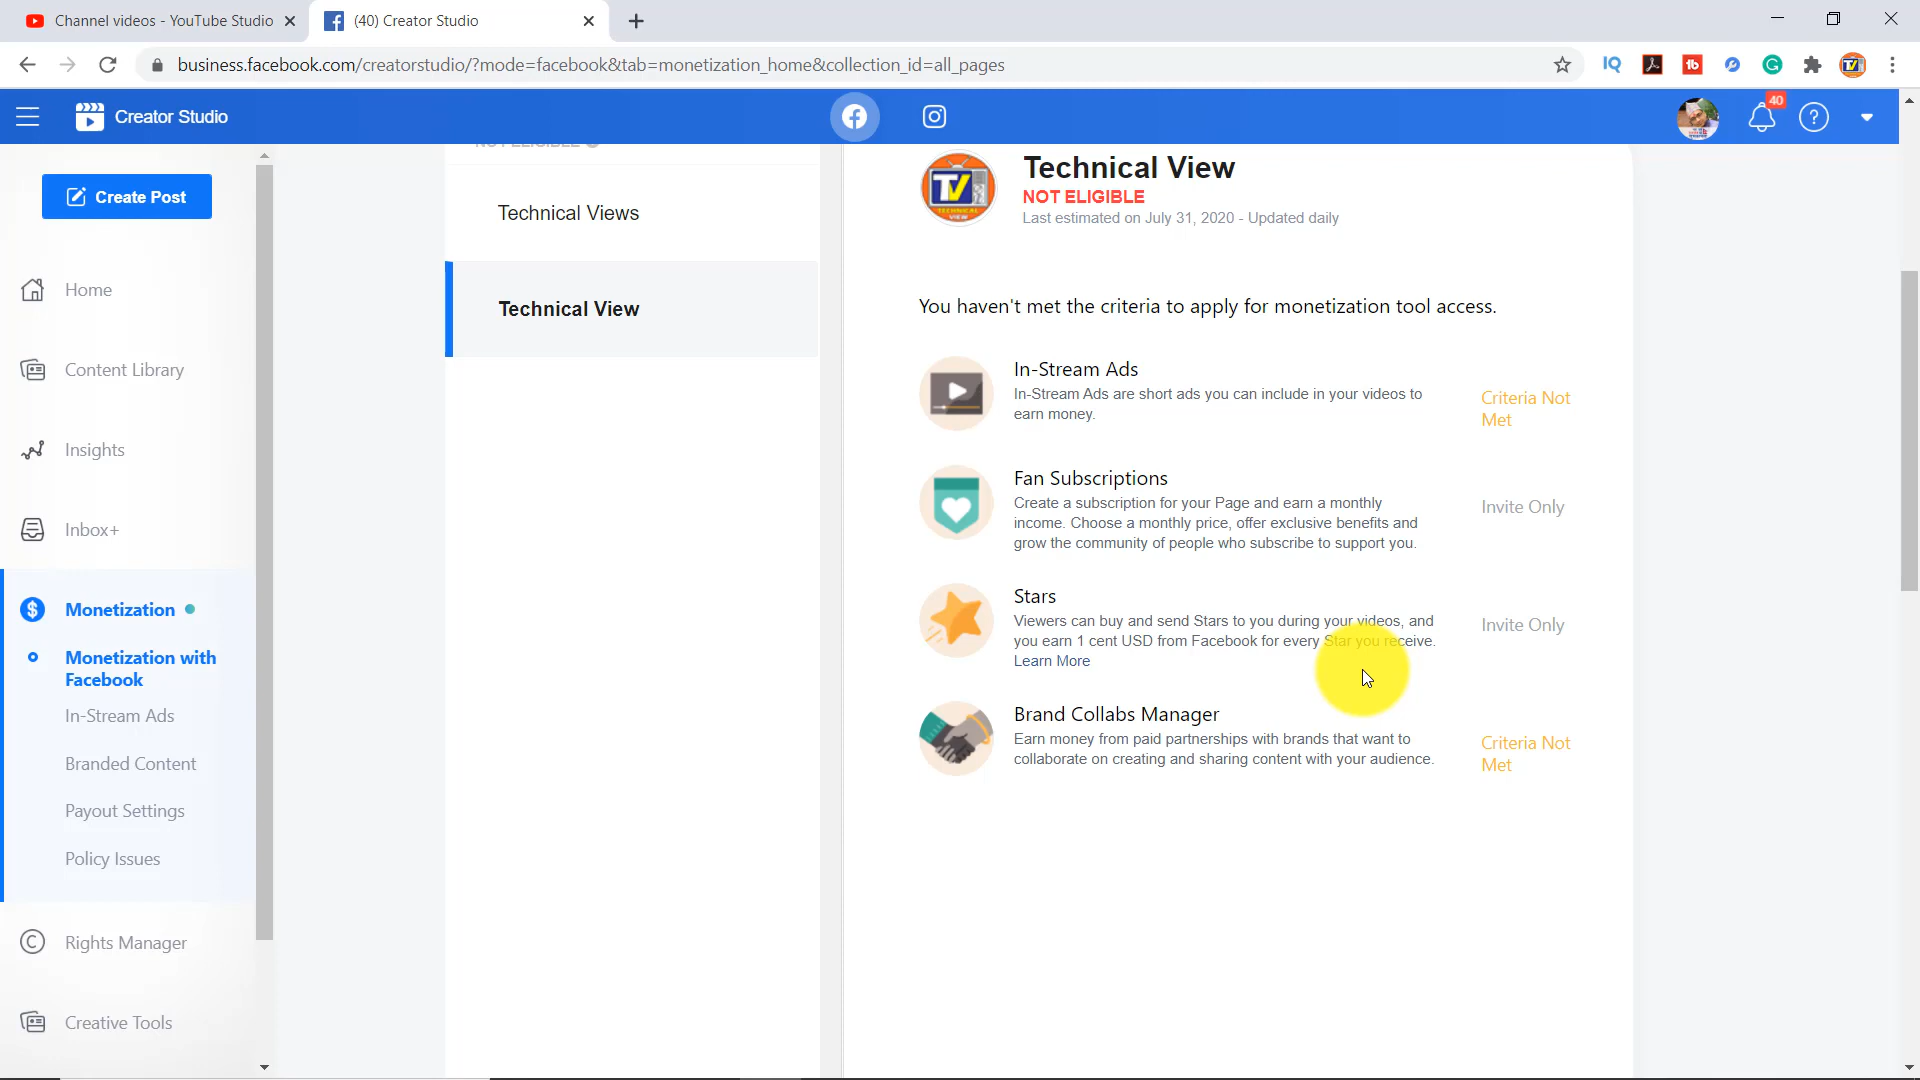 Channel videos - YouTube Studio
(40) Creator Studio
business.facebook.com/creatorstudio/?mode=facebook&tab=monetization_home&collection_id=all_pages
Creator Studio
40
Create Post
Home
Content Library
Insights
Inbox+
Monetization
Monetization with
Facebook
In-Stream Ads
Branded Content
Payout Settings
Policy Issues
Rights Manager
Creative Tools
NOT ELIGIBLE
Technical Views
Technical View
Technical View
NOT ELIGIBLE
Last estimated on July 31, 2020 - Updated daily
You haven't met the criteria to apply for monetization tool access.
In-Stream Ads
In-Stream Ads are short ads you can include in your videos to
earn money.
Criteria Not
Met
Fan Subscriptions
Create a subscription for your Page and earn a monthly
income. Choose a monthly price, offer exclusive benefits and
grow the community of people who subscribe to support you.
Invite Only
Stars
Viewers can buy and send Stars to you during your videos, and
you earn 1 cent USD from Facebook for every Star you receive.
Learn More
Invite Only
Brand Collabs Manager
Earn money from paid partnerships with brands that want to
collaborate on creating and sharing content with your audience.
Criteria Not
Met